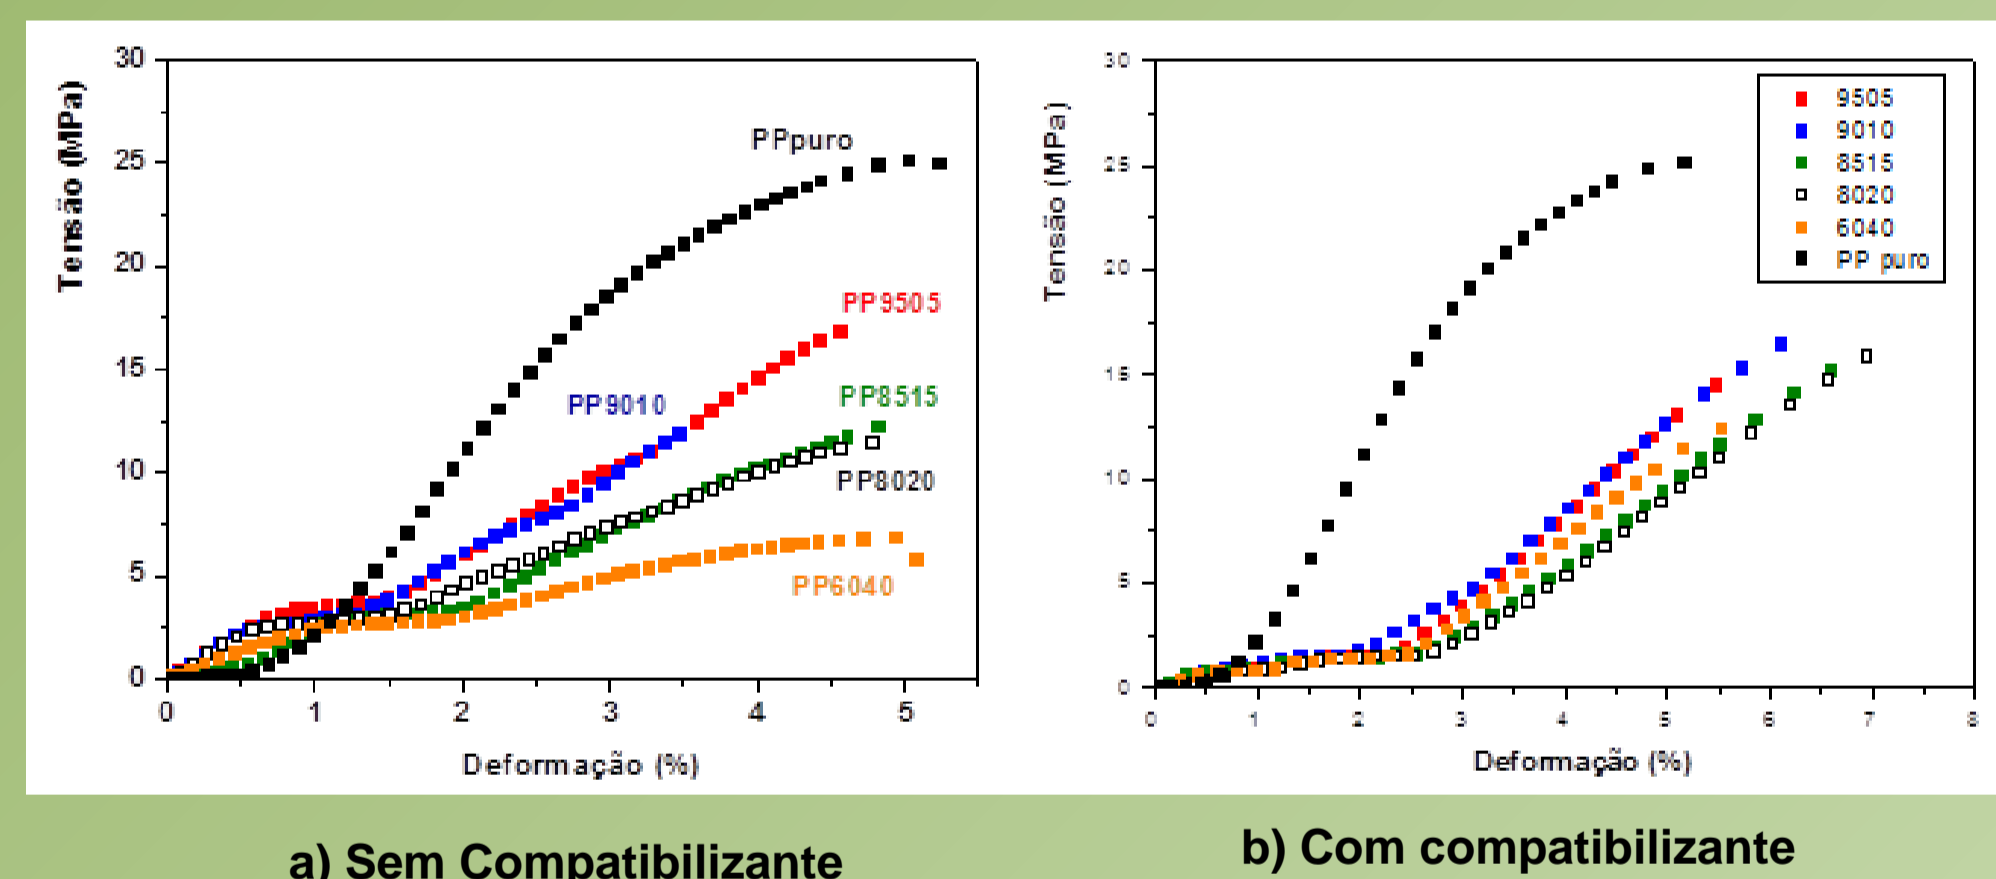 30
25
20
15
10
5
0
0 1 2 3 4 5
Tensão (MPa)
Deformação (%)
PPpuro
PP9505
PP9010
PP8515
PP8020
PP6040
30
25
20
15
10
5
0
0 1 2 3 4 5 6 7 8
Tensão (MPa)
Deformação (%)
9505
9010
8515
8020
6040
PP puro
a) Sem Compatibilizante
b) Com compatibilizante